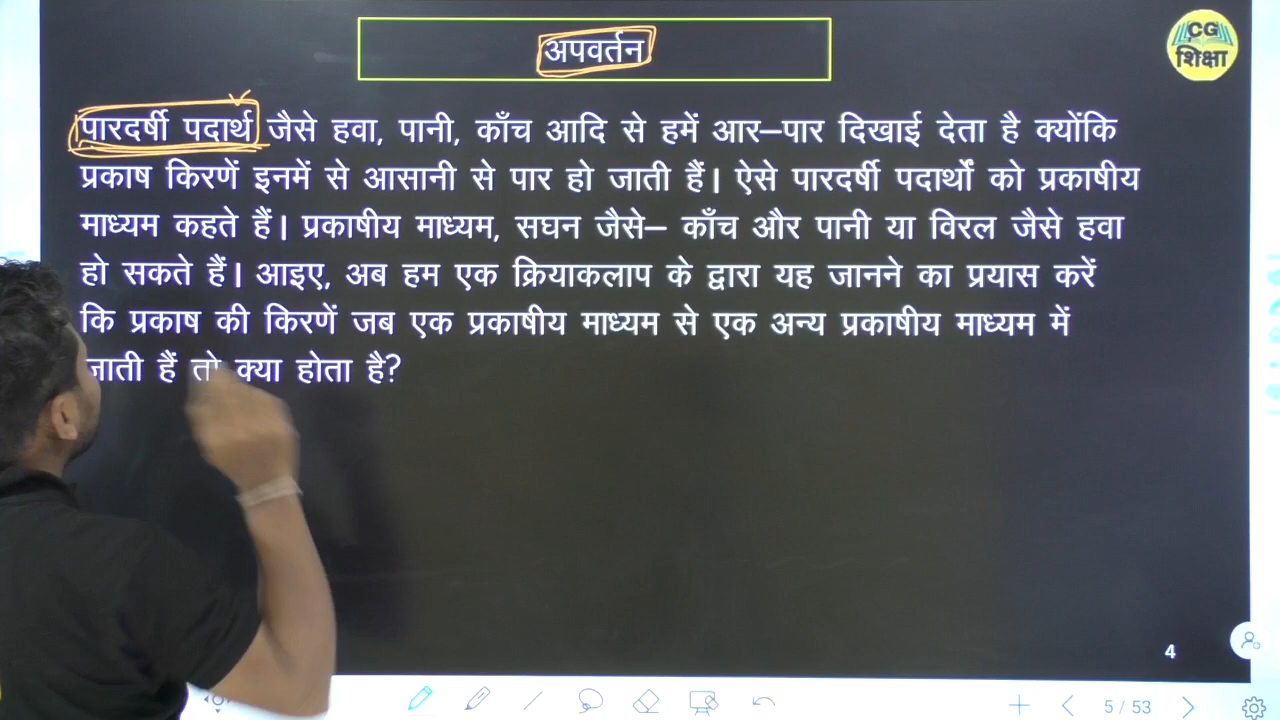 अपवर्तन
CG
शिक्षा
पारदर्षी पदार्थ जैसे हवा, पानी, काँच आदि से हमें आर–पार दिखाई देता है क्योंकि
प्रकाष किरणें इनमें से आसानी से पार हो जाती हैं। ऐसे पारदर्षी पदार्थों को प्रकाषीय
माध्यम कहते हैं। प्रकाषीय माध्यम, सघन जैसे– काँच और पानी या विरल जैसे हवा
हो सकते हैं। आइए, अब हम एक क्रियाकलाप के द्वारा यह जानने का प्रयास करें
कि प्रकाष की किरणें जब एक प्रकाषीय माध्यम से एक अन्य प्रकाषीय माध्यम में
जाती हैं तो क्या होता है?
4
5 / 53